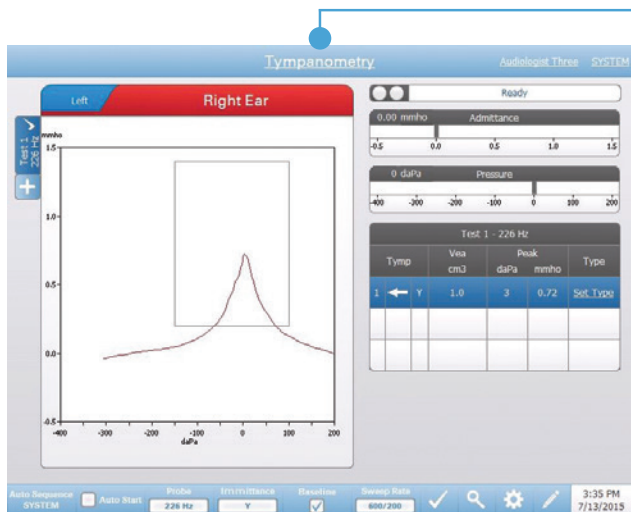 Tympanometry
Audiologist Three SYSTEM
Left
Right Ear
Ready
Test 1
226 Hz
mmho
1.5
1.0
0.5
0.0
-0.5
-400 -300 -200 -100 0 100 200
daPa
0.00 mmho Admittance
-0.5 0.0 0.5 1.0 1.5
0 daPa Pressure
-400 -300 -200 -100 0 100 200
Test 1 - 226 Hz
Tymp Vea cm3 Peak daPa mmho Type
1 Y 1.0 3 0.72 Set Type
Auto Sequence
SYSTEM
Auto Start
Probe
226 Hz
Immittance
Y
Baseline
Sweep Rate
600/200
3:35 PM
7/13/2015